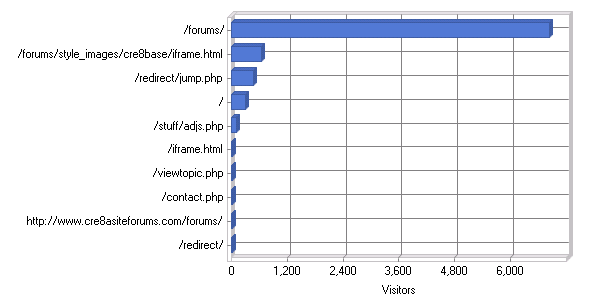 /forums/
/forums/style_images/cre8base/iframe.html
/redirect/jump.php
/
/stuff/adjs.php
/iframe.html
/viewtopic.php
/contact.php
http://www.cre8asiteforums.com/forums/
/redirect/
0 1,200 2,400 3,600 4,800 6,000
Visitors